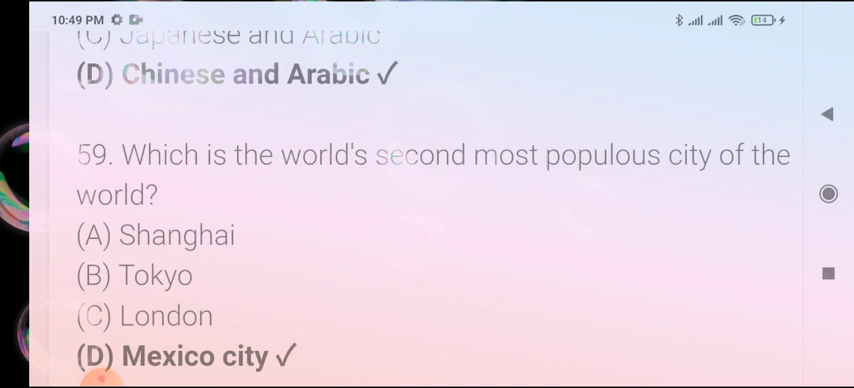 10:49 PM
14
(C) Japanese and Arabic
(D) Chinese and Arabic ✓
59. Which is the world's second most populous city of the
world?
(A) Shanghai
(B) Tokyo
(C) London
(D) Mexico city ✓